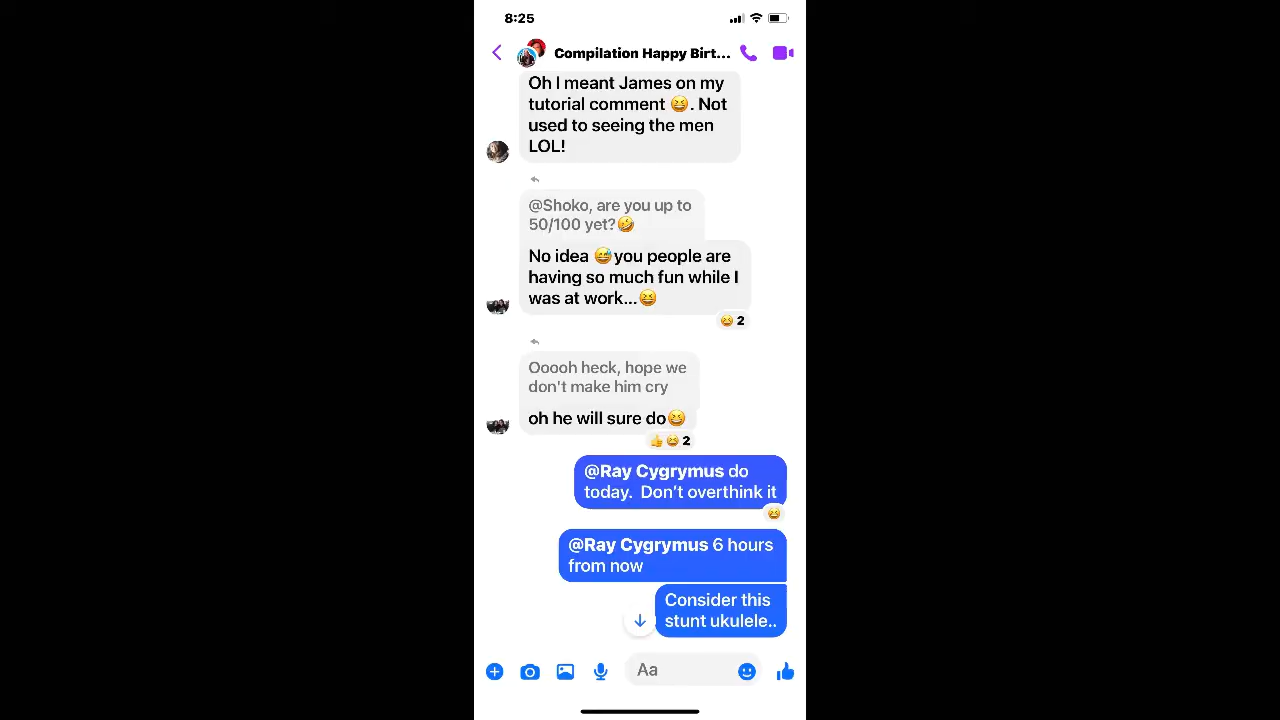 8:25
Compilation Happy Birt...
Oh I meant James on my
tutorial comment 😆. Not
used to seeing the men
LOL!
@Shoko, are you up to
50/100 yet?🤣
No idea 😅you people are
having so much fun while I
was at work...😆
😆 2
Ooooh heck, hope we
don't make him cry
oh he will sure do😆
👍😆 2
@Ray Cygrymus do
today.  Don't overthink it
😆
@Ray Cygrymus 6 hours
from now
Consider this
stunt ukulele..
Aa